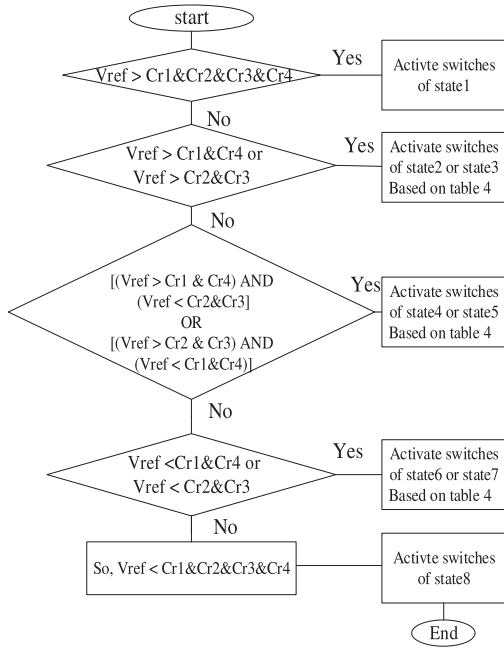 start
Vref > Cr1&Cr2&Cr3&Cr4
Yes
Activte switches
of state1
No
Vref > Cr1&Cr4 or
Vref > Cr2&Cr3
Yes
Activate switches
of state2 or state3
Based on table 4
No
[(Vref > Cr1 & Cr4) AND
(Vref < Cr2&Cr3]
OR
[(Vref > Cr2 & Cr3) AND
(Vref < Cr1&Cr4)]
Yes
Activate switches
of state4 or state5
Based on table 4
No
Vref <Cr1&Cr4 or
Vref < Cr2&Cr3
Yes
Activate switches
of state6 or state7
Based on table 4
No
So, Vref < Cr1&Cr2&Cr3&Cr4
Activte switches
of state8
End